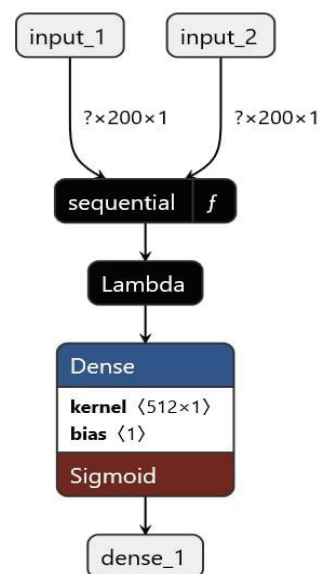 input_1 input_2
?×200×1 ?×200×1
sequential f
Lambda
Dense
kernel 〈512×1〉
bias 〈1〉
Sigmoid
dense_1